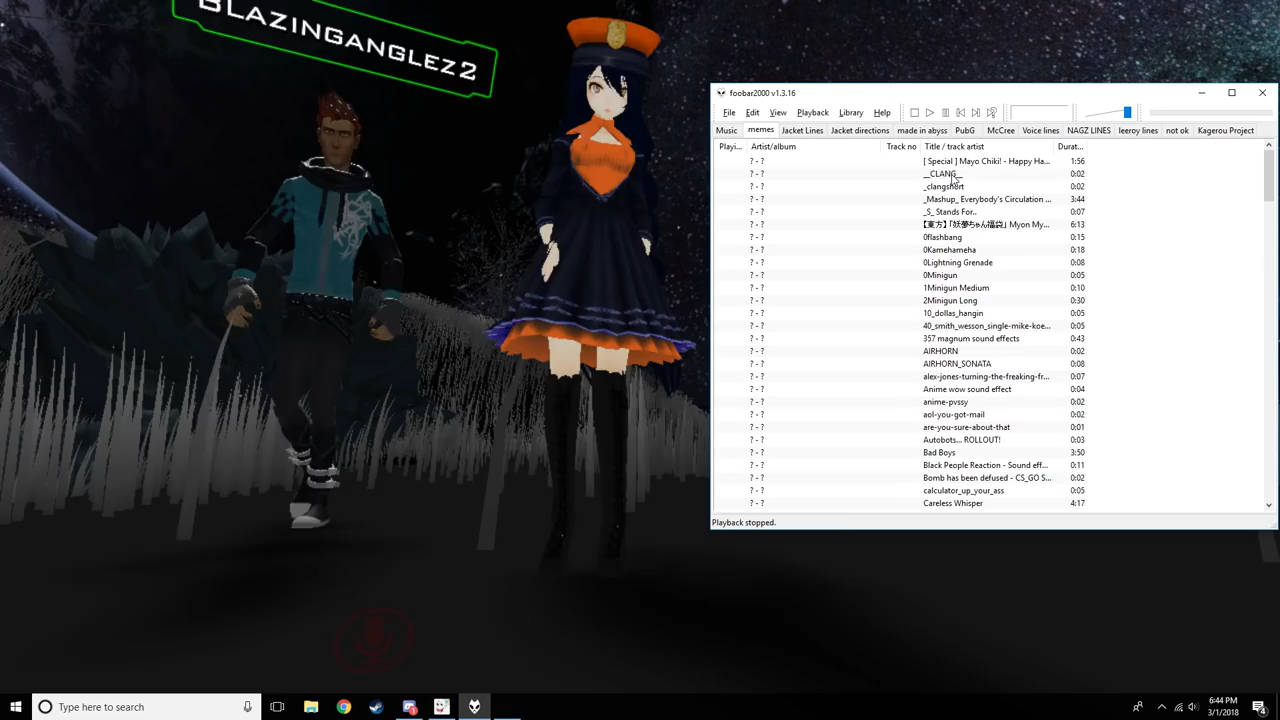 BLAZINGANGLEZ2
foobar2000 v1.3.16
File Edit View Playback Library Help
Music memes Jacket Lines Jacket directions made in abyss PubG McCree Voice lines NAGZ LINES leeroy lines not ok Kagerou Project
Playi... Artist/album Track no Title / track artist Durat...
? - ? [ Special ] Mayo Chiki! - Happy Ha... 1:56
? - ? __CLANG__ 0:02
? - ? _clangshort 0:02
? - ? _Mashup_ Everybody's Circulation ... 3:44
? - ? _S_ Stands For.. 0:07
? - ? 【東方】「妖夢ちゃん福袋」 Myon My... 6:13
? - ? 0flashbang 0:15
? - ? 0Kamehameha 0:18
? - ? 0Lightning Grenade 0:08
? - ? 0Minigun 0:05
? - ? 1Minigun Medium 0:10
? - ? 2Minigun Long 0:30
? - ? 10_dollas_hangin 0:05
? - ? 40_smith_wesson_single-mike-koe... 0:05
? - ? 357 magnum sound effects 0:43
? - ? AIRHORN 0:02
? - ? AIRHORN_SONATA 0:08
? - ? alex-jones-turning-the-freaking-fr... 0:07
? - ? Anime wow sound effect 0:04
? - ? anime-pvssy 0:02
? - ? aol-you-got-mail 0:02
? - ? are-you-sure-about-that 0:01
? - ? Autobots... ROLLOUT! 0:03
? - ? Bad Boys 3:50
? - ? Black People Reaction - Sound eff... 0:11
? - ? Bomb has been defused - CS_GO S... 0:02
? - ? calculator_up_your_ass 0:05
? - ? Careless Whisper 4:17
Playback stopped.
Type here to search
6:44 PM
3/1/2018
4